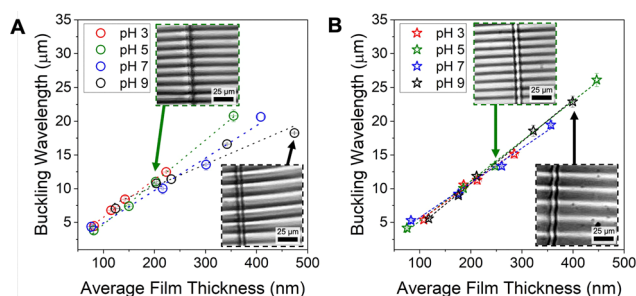 A
Buckling Wavelength (μm)
40
35
30
25
20
15
10
5
0
pH 3
pH 5
pH 7
pH 9
25 μm
25 μm
0
100
200
300
400
500
Average Film Thickness (nm)
B
Buckling Wavelength (μm)
40
35
30
25
20
15
10
5
0
pH 3
pH 5
pH 7
pH 9
25 μm
25 μm
0
100
200
300
400
500
Average Film Thickness (nm)